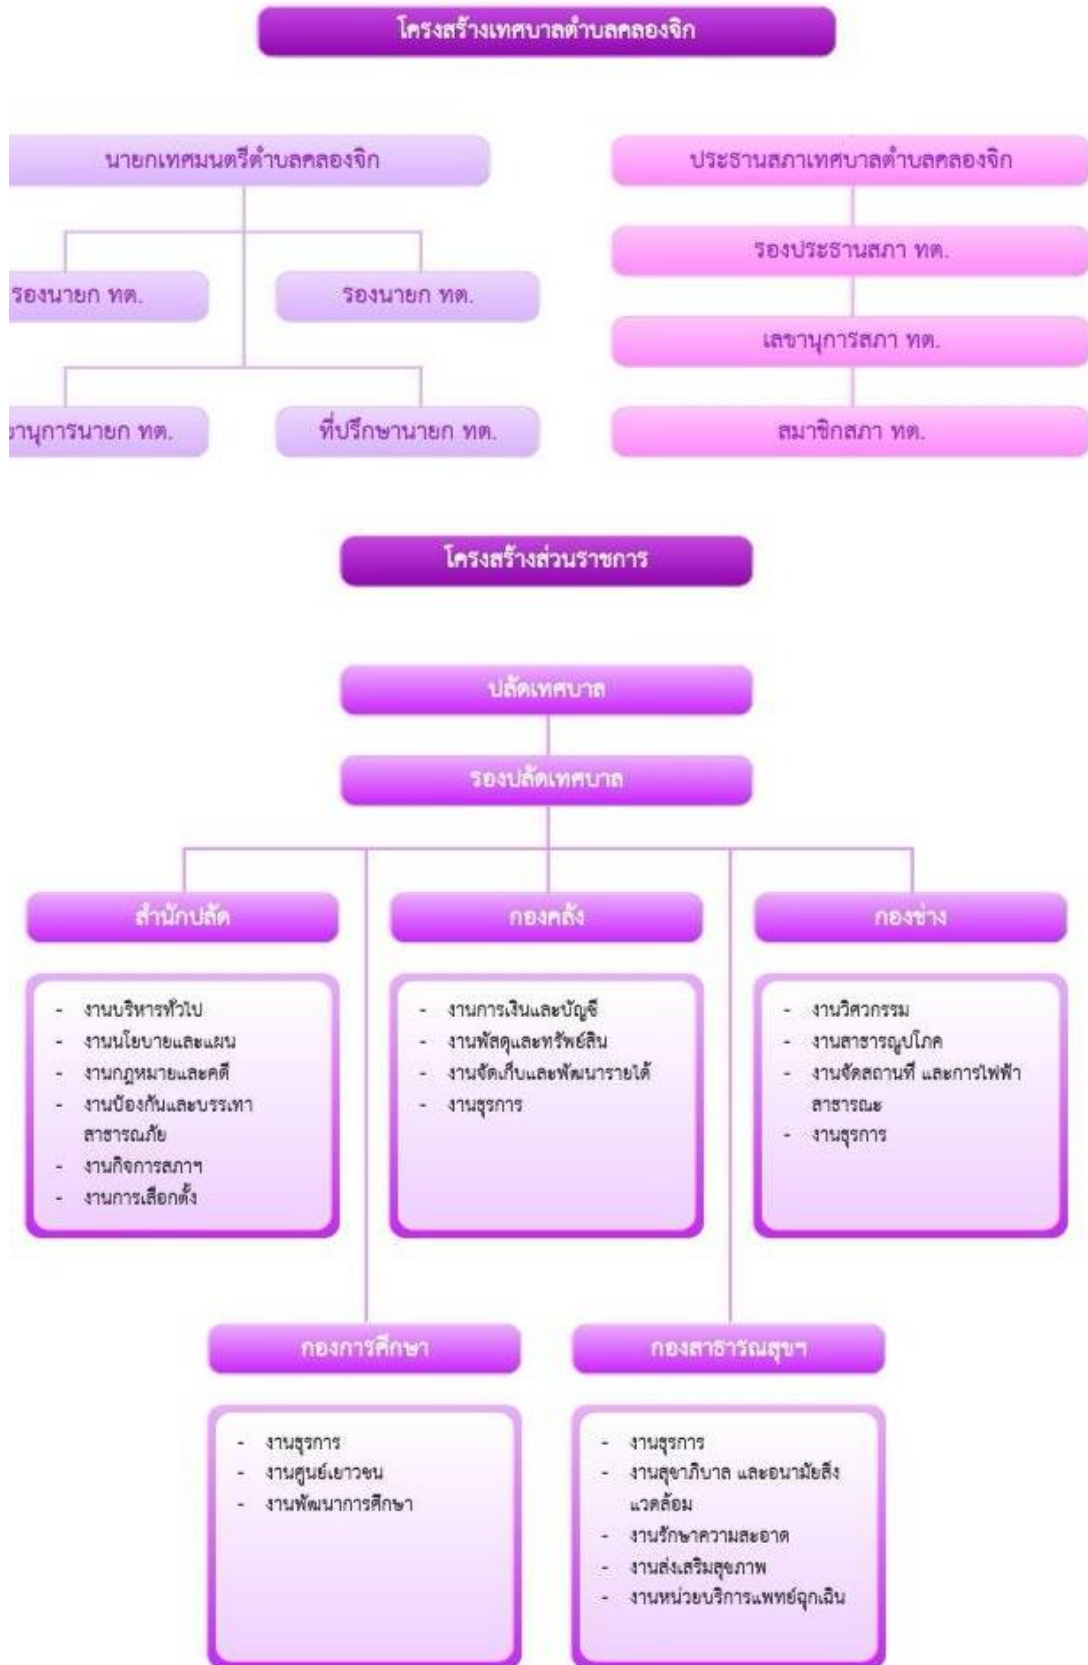 โครงสร้างเทศบาลตำบลคลองจิก
นายกเทศมนตรีตำบลคลองจิก
ประธานสภาเทศบาลตำบลคลองจิก
รองประธานสภา ทต.
รองนายก ทต.
รองนายก ทต.
เลขานุการสภา ทต.
านุการนายก ทต.
ที่ปรึกษานายก ทต.
สมาชิกสภา ทต.
โครงสร้างส่วนราชการ
ปลัดเทศบาล
รองปลัดเทศบาล
สำนักปลัด
- งานบริหารทั่วไป
- งานนโยบายและแผน
- งานกฎหมายและคดี
- งานป้องกันและบรรเทา
สาธารณภัย
- งานกิจการสภาฯ
- งานการเลือกตั้ง
กองคลัง
- งานการเงินและบัญชี
- งานพัสดุและทรัพย์สิน
- งานจัดเก็บและพัฒนารายได้
- งานธุรการ
กองช่าง
- งานวิศวกรรม
- งานสาธารณูปโภค
- งานจัดสถานที่ และการไฟฟ้า
สาธารณะ
- งานธุรการ
กองการศึกษา
- งานธุรการ
- งานศูนย์เยาวชน
- งานพัฒนาการศึกษา
กองสาธารณสุขฯ
- งานธุรการ
- งานสุขาภิบาล และอนามัยสิ่ง
แวดล้อม
- งานรักษาความสะอาด
- งานส่งเสริมสุขภาพ
- งานหน่วยบริการแพทย์ฉุกเฉิน